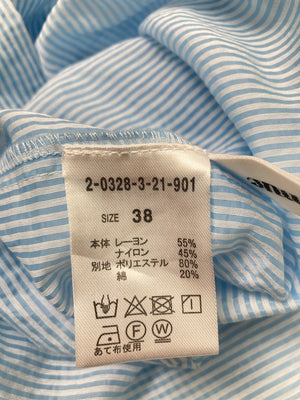 2-0328-3-21-901
SIZE 38
本体 レーヨン 55%
ナイロン 45%
別地 ポリエステル 80%
綿 20%
F W
あて布使用